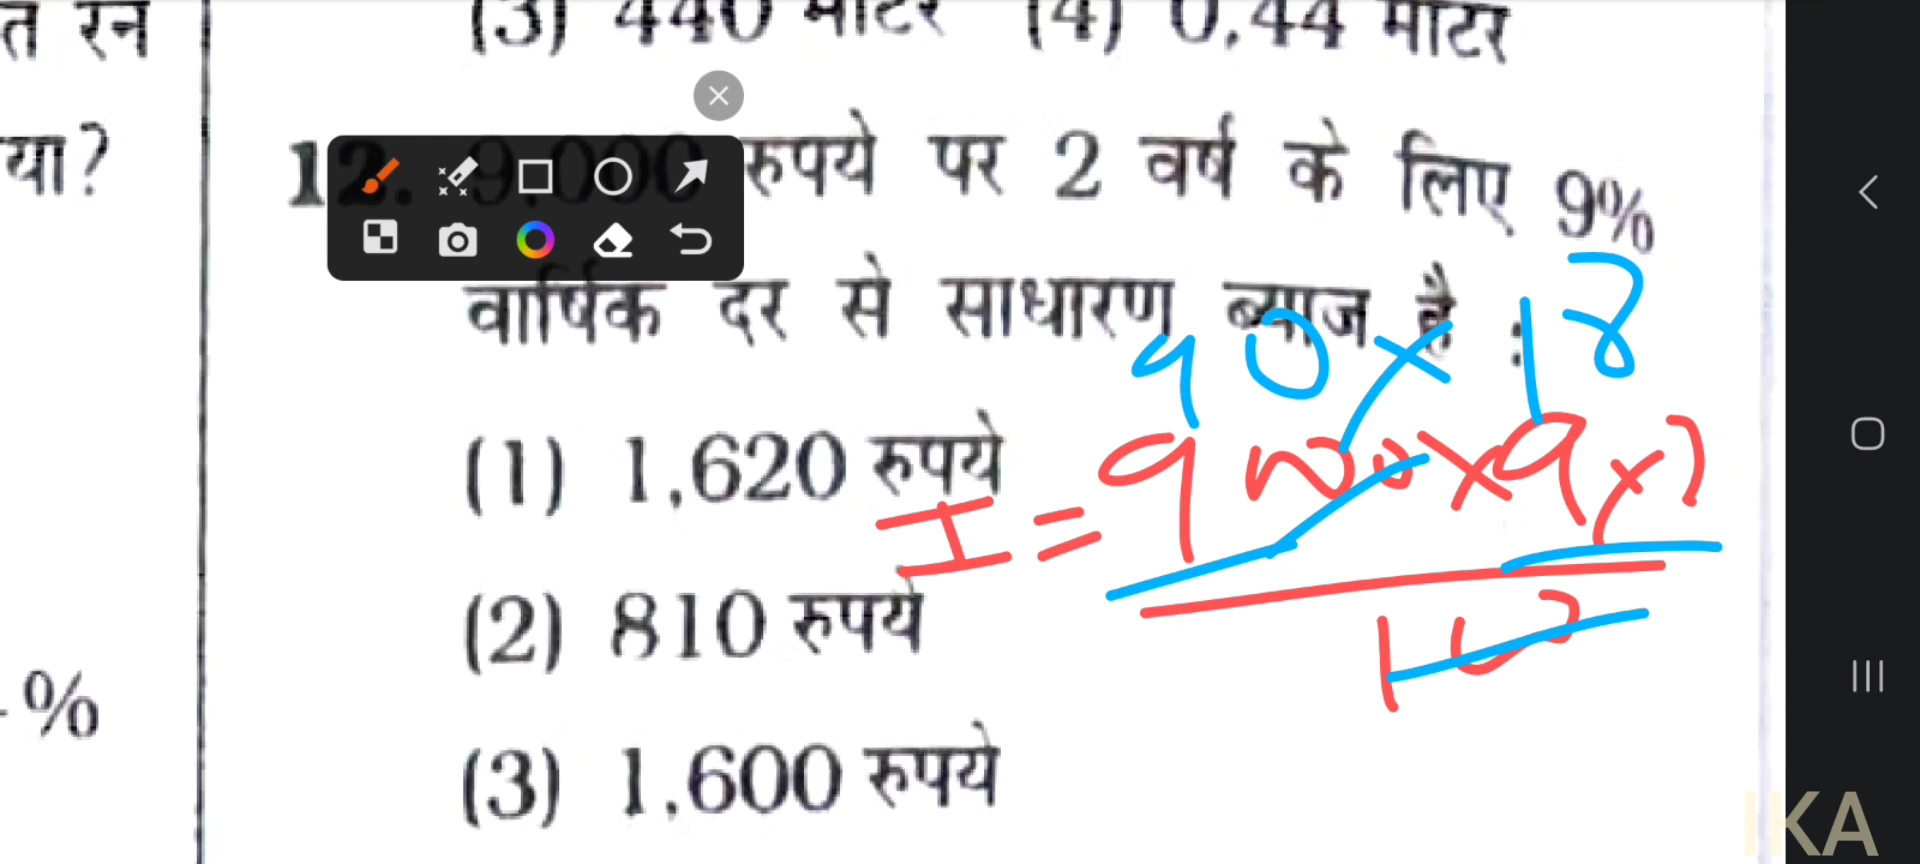 त रन
(3) 440 मीटर (4) 0.44 मीटर
या?
12. 9,000 रुपये पर 2 वर्ष के लिए 9%
वार्षिक दर से साधारण ब्याज है :
90 × 18
(1) 1,620 रुपये
I = 9000 × 9 × 2
100
(2) 810 रुपये
%
(3) 1,600 रुपये
KA